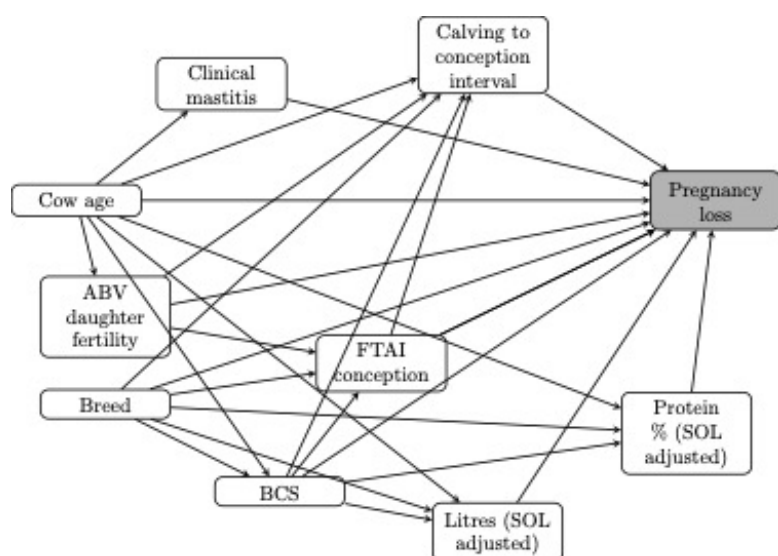 Calving to
conception
interval
Clinical
mastitis
Pregnancy
loss
Cow age
ABV
daughter
fertility
FTAI
conception
Breed
Protein
% (SOL
adjusted)
BCS
Litres (SOL
adjusted)